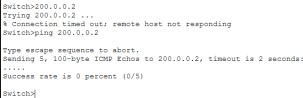 Switch>200.0.0.2
Trying 200.0.0.2 ...
% Connection timed out; remote host not responding
Switch>ping 200.0.0.2
Type escape sequence to abort.
Sending 5, 100-byte ICMP Echos to 200.0.0.2, timeout is 2 seconds:
.....
Success rate is 0 percent (0/5)
Switch>